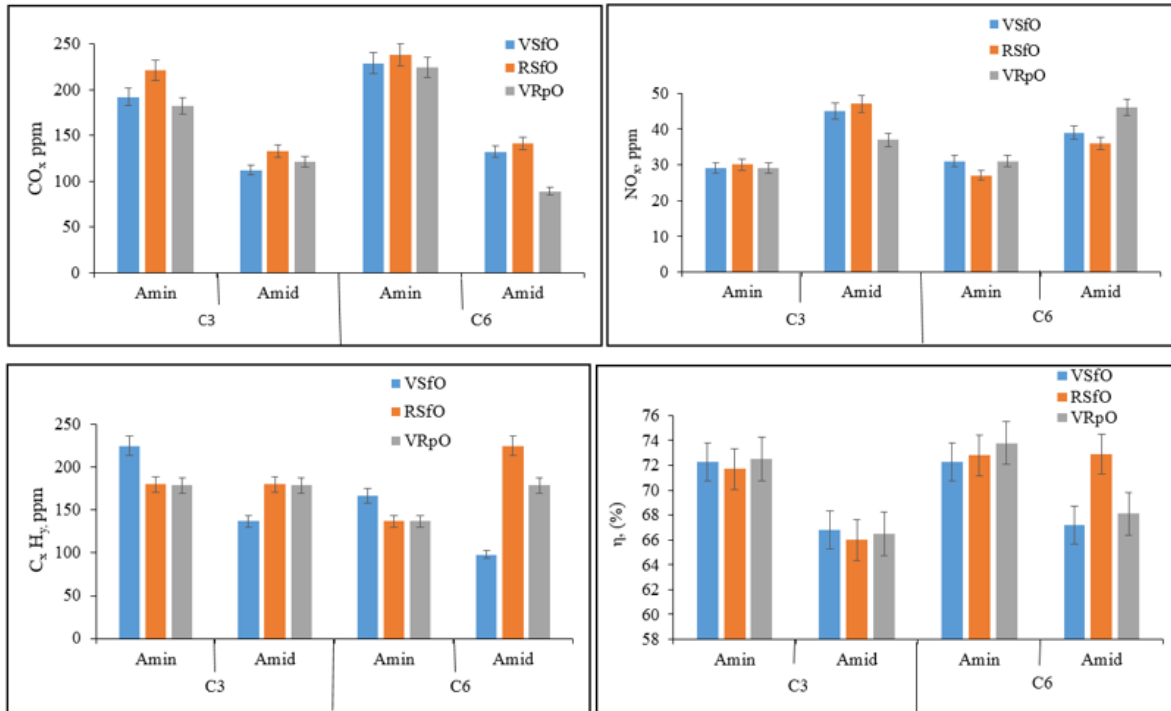 VSfO
RSfO
VRpO
COₓ ppm
250
200
150
100
50
0
Amin Amid Amin Amid
C3 C6
VSfO
RSfO
VRpO
NOₓ, ppm
50
40
30
20
10
0
Amin Amid Amin Amid
C3 C6
VSfO
RSfO
VRpO
Cₓ Hᵧ, ppm
250
200
150
100
50
0
Amin Amid Amin Amid
C3 C6
VSfO
RSfO
VRpO
η, (%)
76
74
72
70
68
66
64
62
60
58
Amin Amid Amin Amid
C3 C6